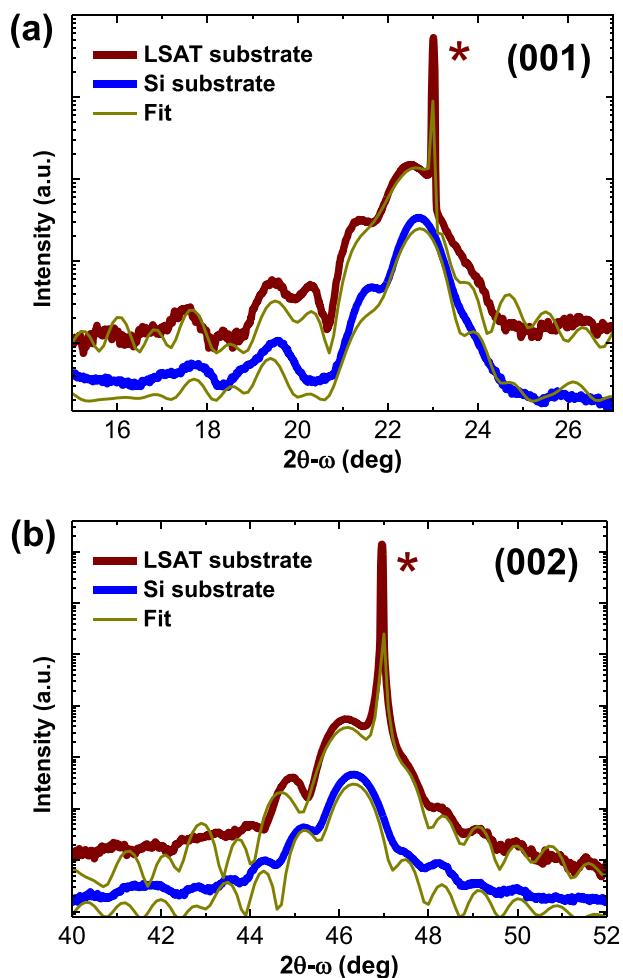 (a)
LSAT substrate
Si substrate
Fit
*
(001)
Intensity (a.u.)
16 18 20 22 24 26
2θ-ω (deg)
(b)
LSAT substrate
Si substrate
Fit
*
(002)
Intensity (a.u.)
40 42 44 46 48 50 52
2θ-ω (deg)